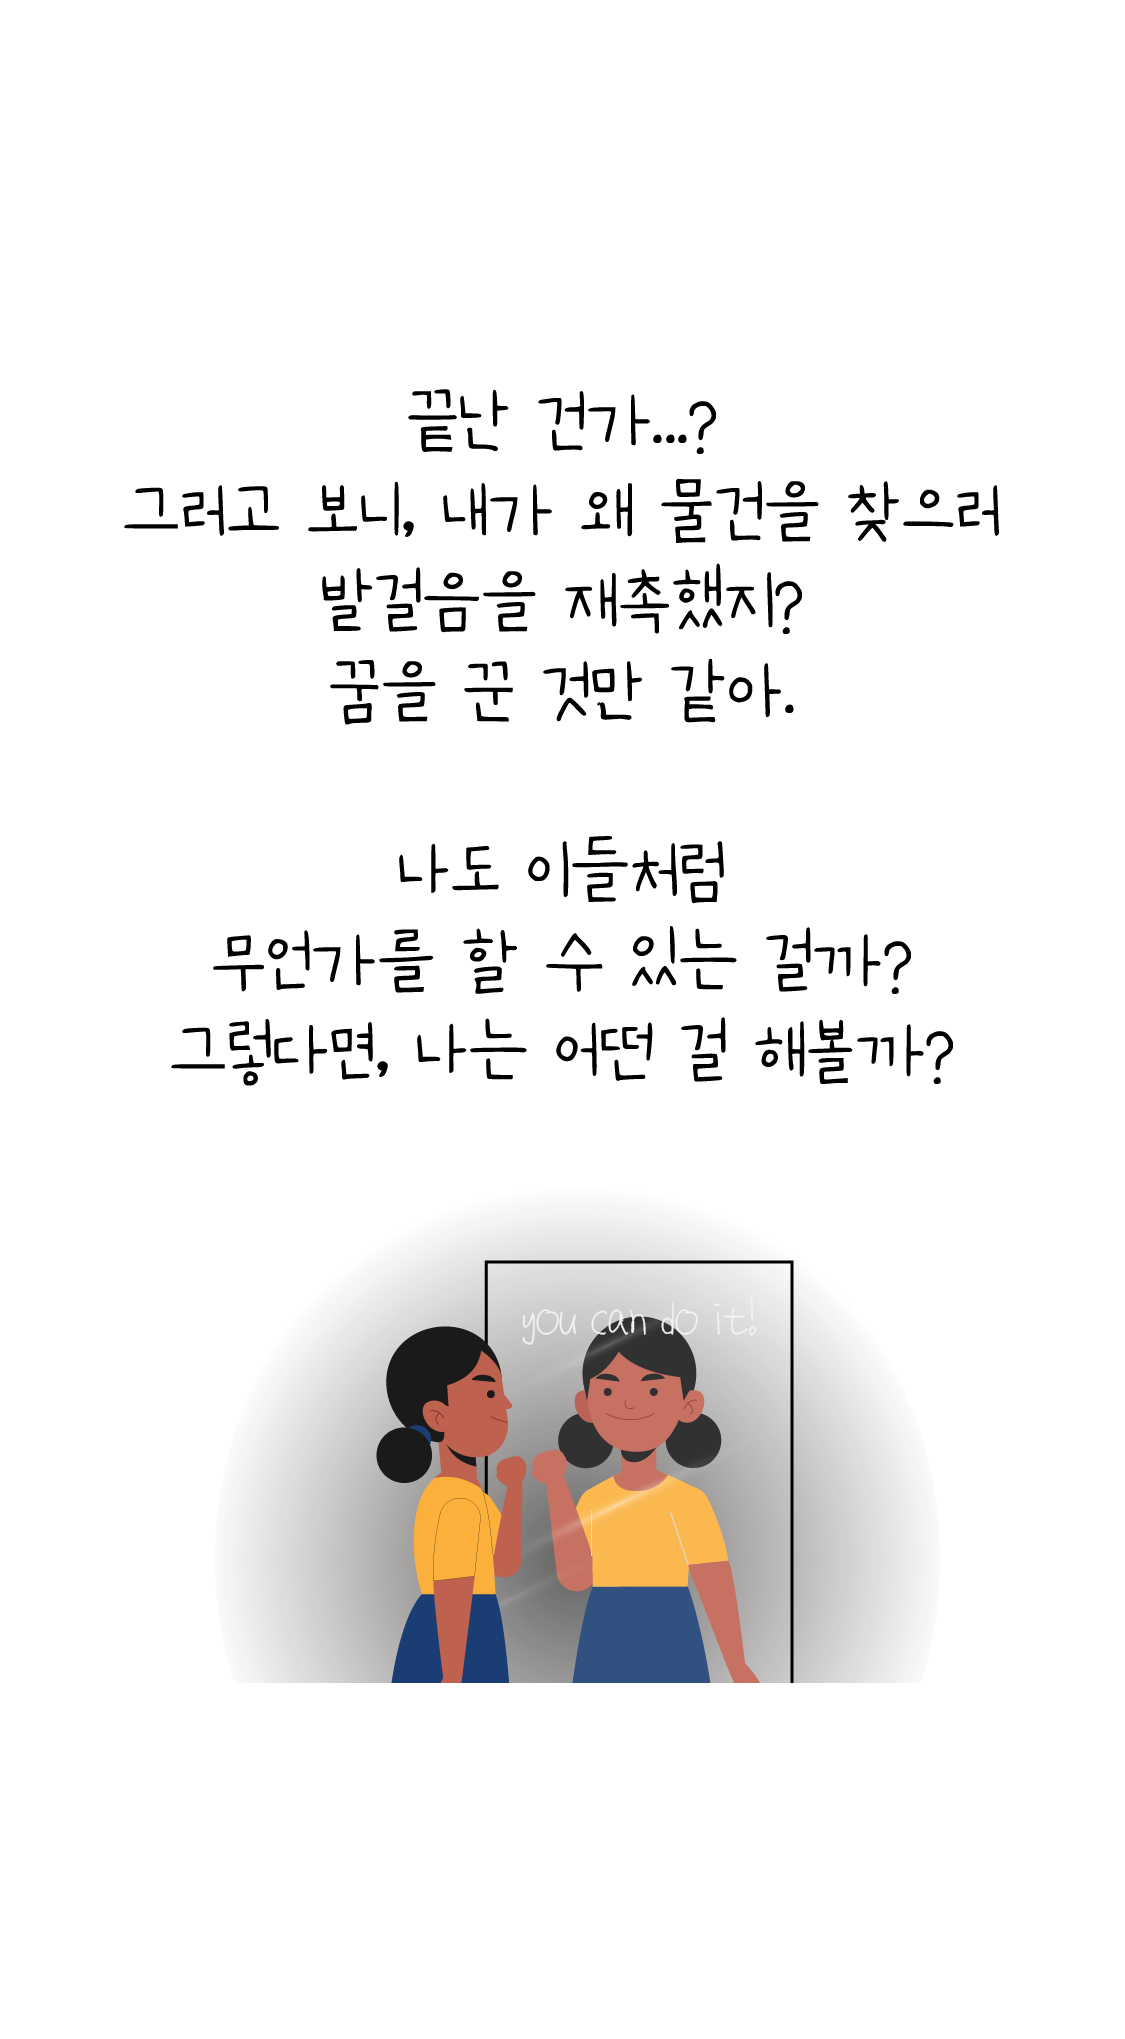 끝난 건가...?
그러고 보니, 내가 왜 물건을 찾으러
발걸음을 재촉했지?
꿈을 꾼 것만 같아.
나도 이들처럼
무언가를 할 수 있는 걸까?
그렇다면, 나는 어떤 걸 해볼까?
you can do it!